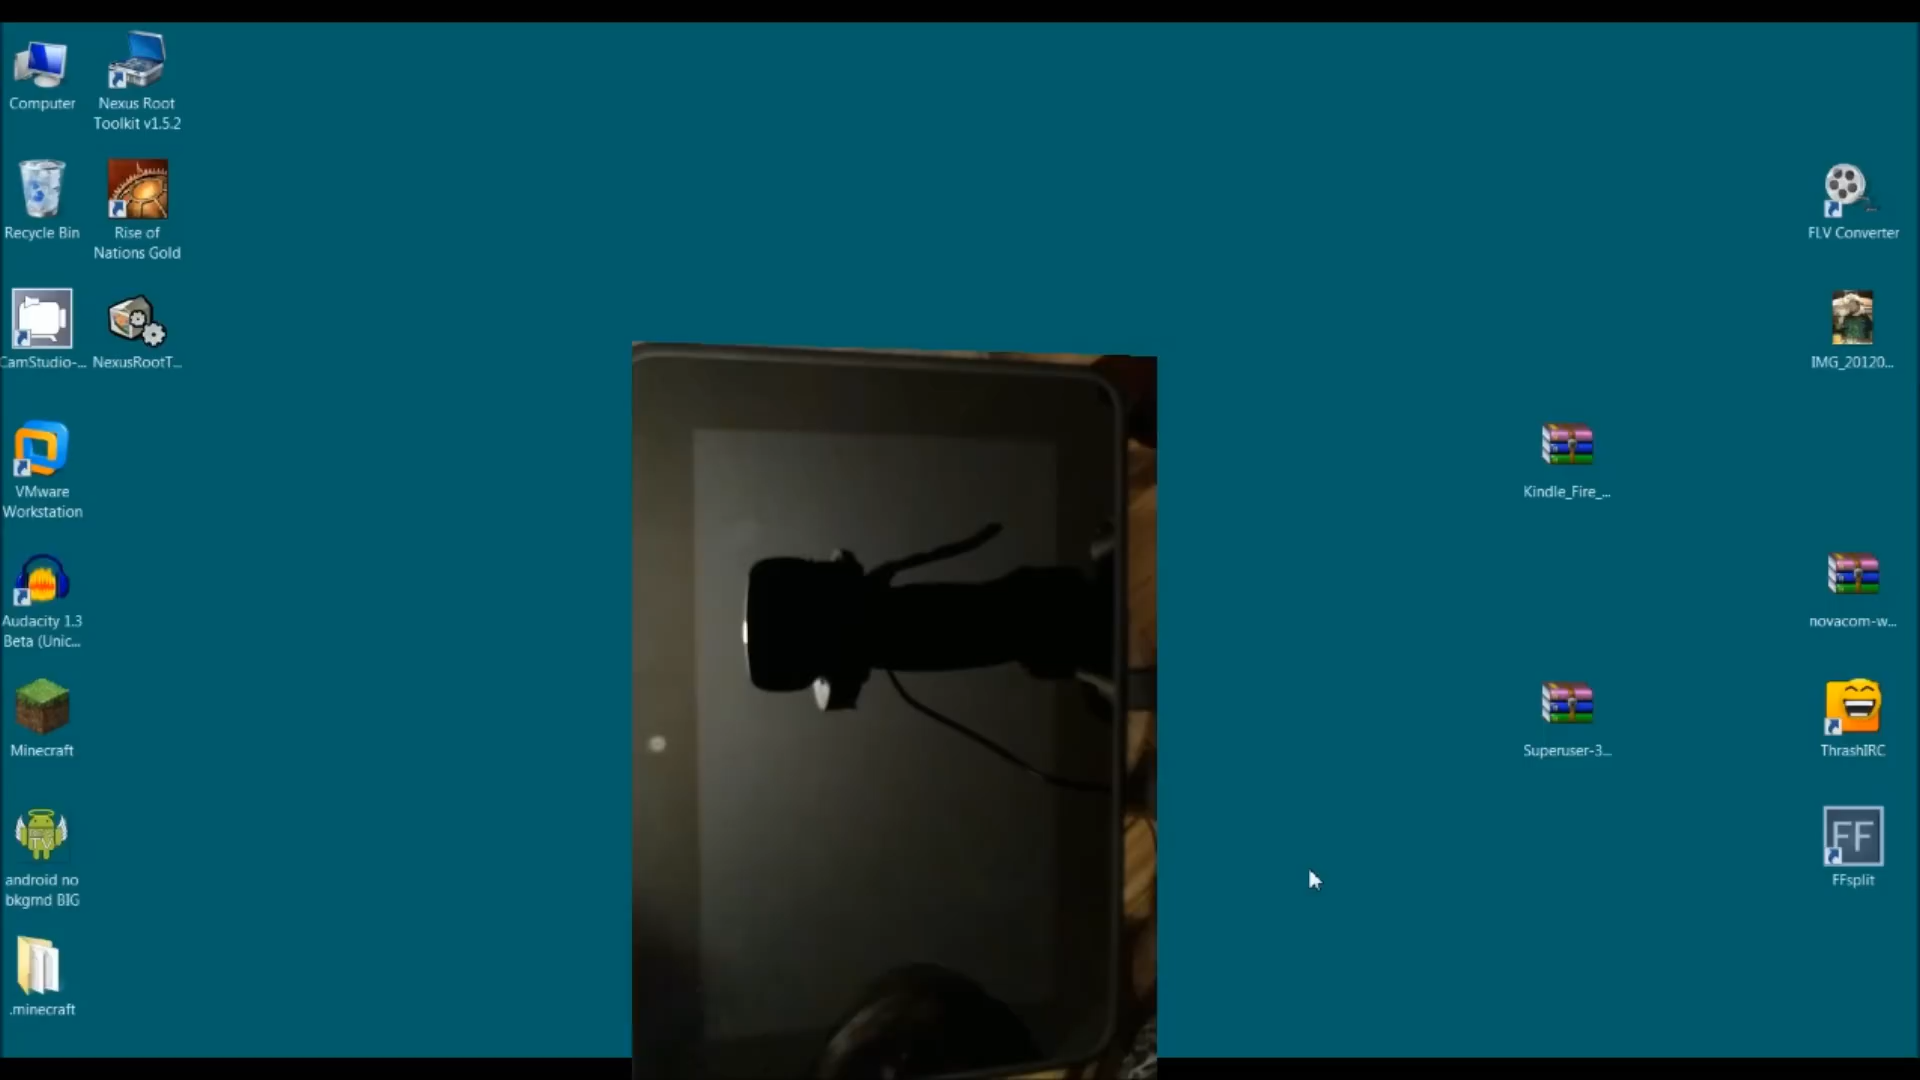 Computer
Nexus Root
Toolkit v1.5.2
Recycle Bin
Rise of
Nations Gold
FLV Converter
CamStudio-...
NexusRootT...
IMG_20120...
VMware
Workstation
Kindle_Fire_...
Audacity 1.3
Beta (Unic...
novacom-w...
Minecraft
Superuser-3...
ThrashIRC
android no
bkgrnd BIG
FF
FFsplit
.minecraft